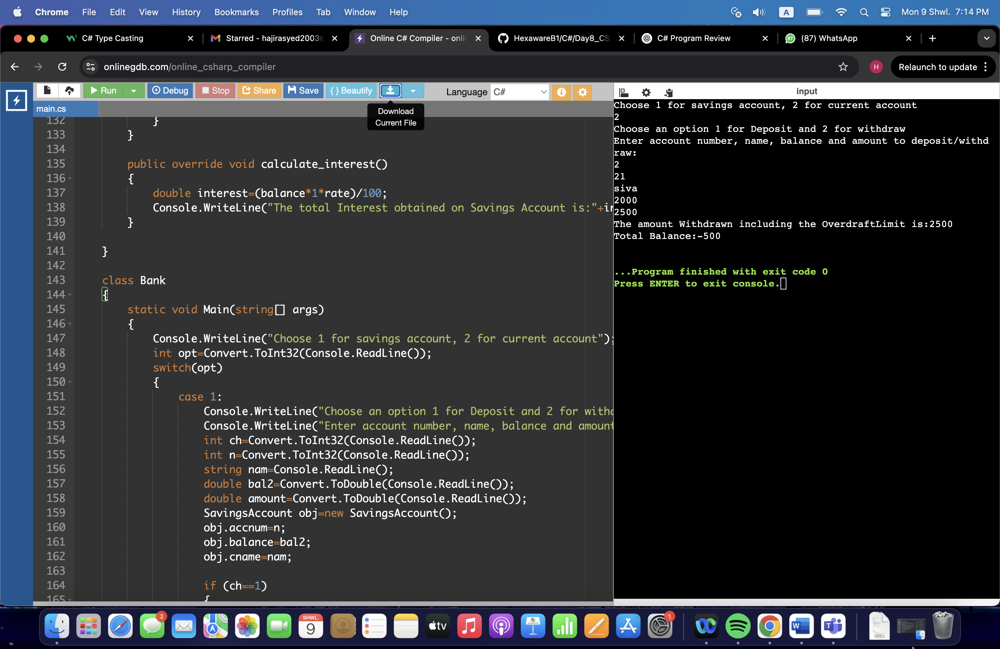 Chrome File Edit View History Bookmarks Profiles Tab Window Help A Mon 9 Shwl. 7:14 PM
C# Type Casting
Starred - hajirasyed2003
Online C# Compiler - onlin
HexawareB1/C#/Day8_CS
C# Program Review
87 (87) WhatsApp
onlinegdb.com/online_csharp_compiler
H
Relaunch to update
Run Debug Stop Share Save { } Beautify Language C#
Download
Current File
main.cs
132 }
133 }
134
135 public override void calculate_interest()
136 {
137 double interest=(balance*1*rate)/100;
138 Console.WriteLine("The total Interest obtained on Savings Account is:"+in
139 }
140
141 }
142
143 class Bank
144 {
145 static void Main(string[] args)
146 {
147 Console.WriteLine("Choose 1 for savings account, 2 for current account");
148 int opt=Convert.ToInt32(Console.ReadLine());
149 switch(opt)
150 {
151 case 1:
152 Console.WriteLine("Choose an option 1 for Deposit and 2 for withd
153 Console.WriteLine("Enter account number, name, balance and amount
154 int ch=Convert.ToInt32(Console.ReadLine());
155 int n=Convert.ToInt32(Console.ReadLine());
156 string nam=Console.ReadLine();
157 double bal2=Convert.ToDouble(Console.ReadLine());
158 double amount=Convert.ToDouble(Console.ReadLine());
159 SavingsAccount obj=new SavingsAccount();
160 obj.accnum=n;
161 obj.balance=bal2;
162 obj.cname=nam;
163
164 if (ch==1)
165 {
input
Choose 1 for savings account, 2 for current account
2
Choose an option 1 for Deposit and 2 for withdraw
Enter account number, name, balance and amount to deposit/withd
raw:
2
21
siva
2000
2500
The amount Withdrawn including the OverdraftLimit is:2500
Total Balance:-500
...Program finished with exit code 0
Press ENTER to exit console.
2
SHWL.
9
tv
1
W
T
DOCX